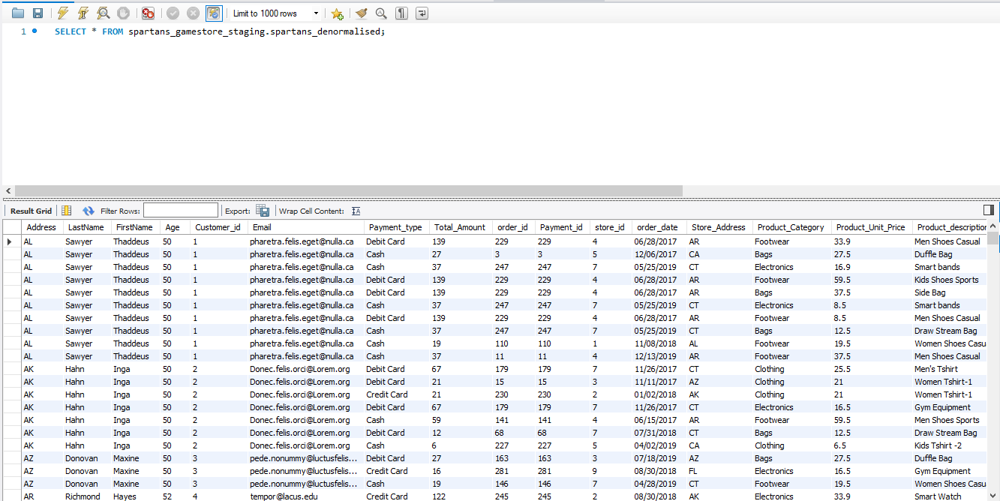 Limit to 1000 rows
1 SELECT * FROM spartans_gamestore_staging.spartans_denormalised;
Result Grid Filter Rows: Export: Wrap Cell Content:
Address LastName FirstName Age Customer_id Email Payment_type Total_Amount order_id Payment_id store_id order_date Store_Address Product_Category Product_Unit_Price Product_description
AL Sawyer Thaddeus 50 1 pharetra.felis.eget@nulla.ca Debit Card 139 229 229 4 06/28/2017 AR Footwear 33.9 Men Shoes Casual
AL Sawyer Thaddeus 50 1 pharetra.felis.eget@nulla.ca Cash 27 3 3 5 12/06/2017 CA Bags 27.5 Duffle Bag
AL Sawyer Thaddeus 50 1 pharetra.felis.eget@nulla.ca Cash 37 247 247 7 05/25/2019 CT Electronics 16.9 Smart bands
AL Sawyer Thaddeus 50 1 pharetra.felis.eget@nulla.ca Debit Card 139 229 229 4 06/28/2017 AR Footwear 59.5 Kids Shoes Sports
AL Sawyer Thaddeus 50 1 pharetra.felis.eget@nulla.ca Debit Card 139 229 229 4 06/28/2017 AR Bags 37.5 Side Bag
AL Sawyer Thaddeus 50 1 pharetra.felis.eget@nulla.ca Cash 37 247 247 7 05/25/2019 CT Electronics 8.5 Smart bands
AL Sawyer Thaddeus 50 1 pharetra.felis.eget@nulla.ca Debit Card 139 229 229 4 06/28/2017 AR Footwear 8.5 Men Shoes Casual
AL Sawyer Thaddeus 50 1 pharetra.felis.eget@nulla.ca Cash 37 247 247 7 05/25/2019 CT Bags 12.5 Draw Stream Bag
AL Sawyer Thaddeus 50 1 pharetra.felis.eget@nulla.ca Cash 19 110 110 1 11/08/2018 AL Footwear 19.5 Women Shoes Casu
AL Sawyer Thaddeus 50 1 pharetra.felis.eget@nulla.ca Cash 37 11 11 4 12/13/2019 AR Footwear 37.5 Men Shoes Casual
AK Hahn Inga 50 2 Donec.felis.orci@Lorem.org Debit Card 67 179 179 7 11/26/2017 CT Clothing 25.5 Men's Tshirt
AK Hahn Inga 50 2 Donec.felis.orci@Lorem.org Debit Card 21 15 15 3 11/11/2017 AZ Clothing 21 Women Tshirt-1
AK Hahn Inga 50 2 Donec.felis.orci@Lorem.org Credit Card 21 230 230 2 01/02/2018 AK Clothing 21 Women Tshirt-1
AK Hahn Inga 50 2 Donec.felis.orci@Lorem.org Debit Card 67 179 179 7 11/26/2017 CT Electronics 16.5 Gym Equipment
AK Hahn Inga 50 2 Donec.felis.orci@Lorem.org Cash 59 141 141 4 06/15/2017 AR Footwear 59.5 Men Shoes Sports
AK Hahn Inga 50 2 Donec.felis.orci@Lorem.org Debit Card 12 68 68 7 07/31/2018 CT Bags 12.5 Draw Stream Bag
AK Hahn Inga 50 2 Donec.felis.orci@Lorem.org Cash 6 227 227 5 04/02/2019 CA Clothing 6.5 Kids Tshirt -2
AZ Donovan Maxine 50 3 pede.nonummy@luctusfelis... Debit Card 27 163 163 3 07/18/2019 AZ Bags 27.5 Duffle Bag
AZ Donovan Maxine 50 3 pede.nonummy@luctusfelis... Credit Card 16 281 281 9 08/30/2018 FL Electronics 16.5 Gym Equipment
AZ Donovan Maxine 50 3 pede.nonummy@luctusfelis... Cash 19 146 146 7 04/28/2019 CT Footwear 19.5 Women Shoes Casu
AR Richmond Hayes 52 4 tempor@lacus.edu Credit Card 122 245 245 2 08/30/2018 AK Electronics 33.9 Smart Watch